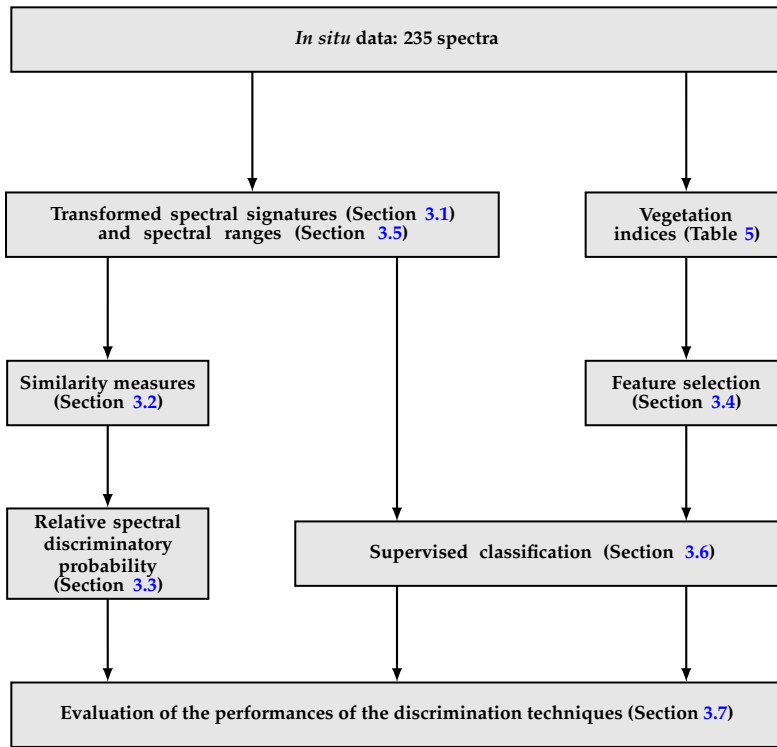 In situ data: 235 spectra
Transformed spectral signatures (Section 3.1)
and spectral ranges (Section 3.5)
Vegetation
indices (Table 5)
Similarity measures
(Section 3.2)
Feature selection
(Section 3.4)
Relative spectral
discriminatory
probability
(Section 3.3)
Supervised classification (Section 3.6)
Evaluation of the performances of the discrimination techniques (Section 3.7)